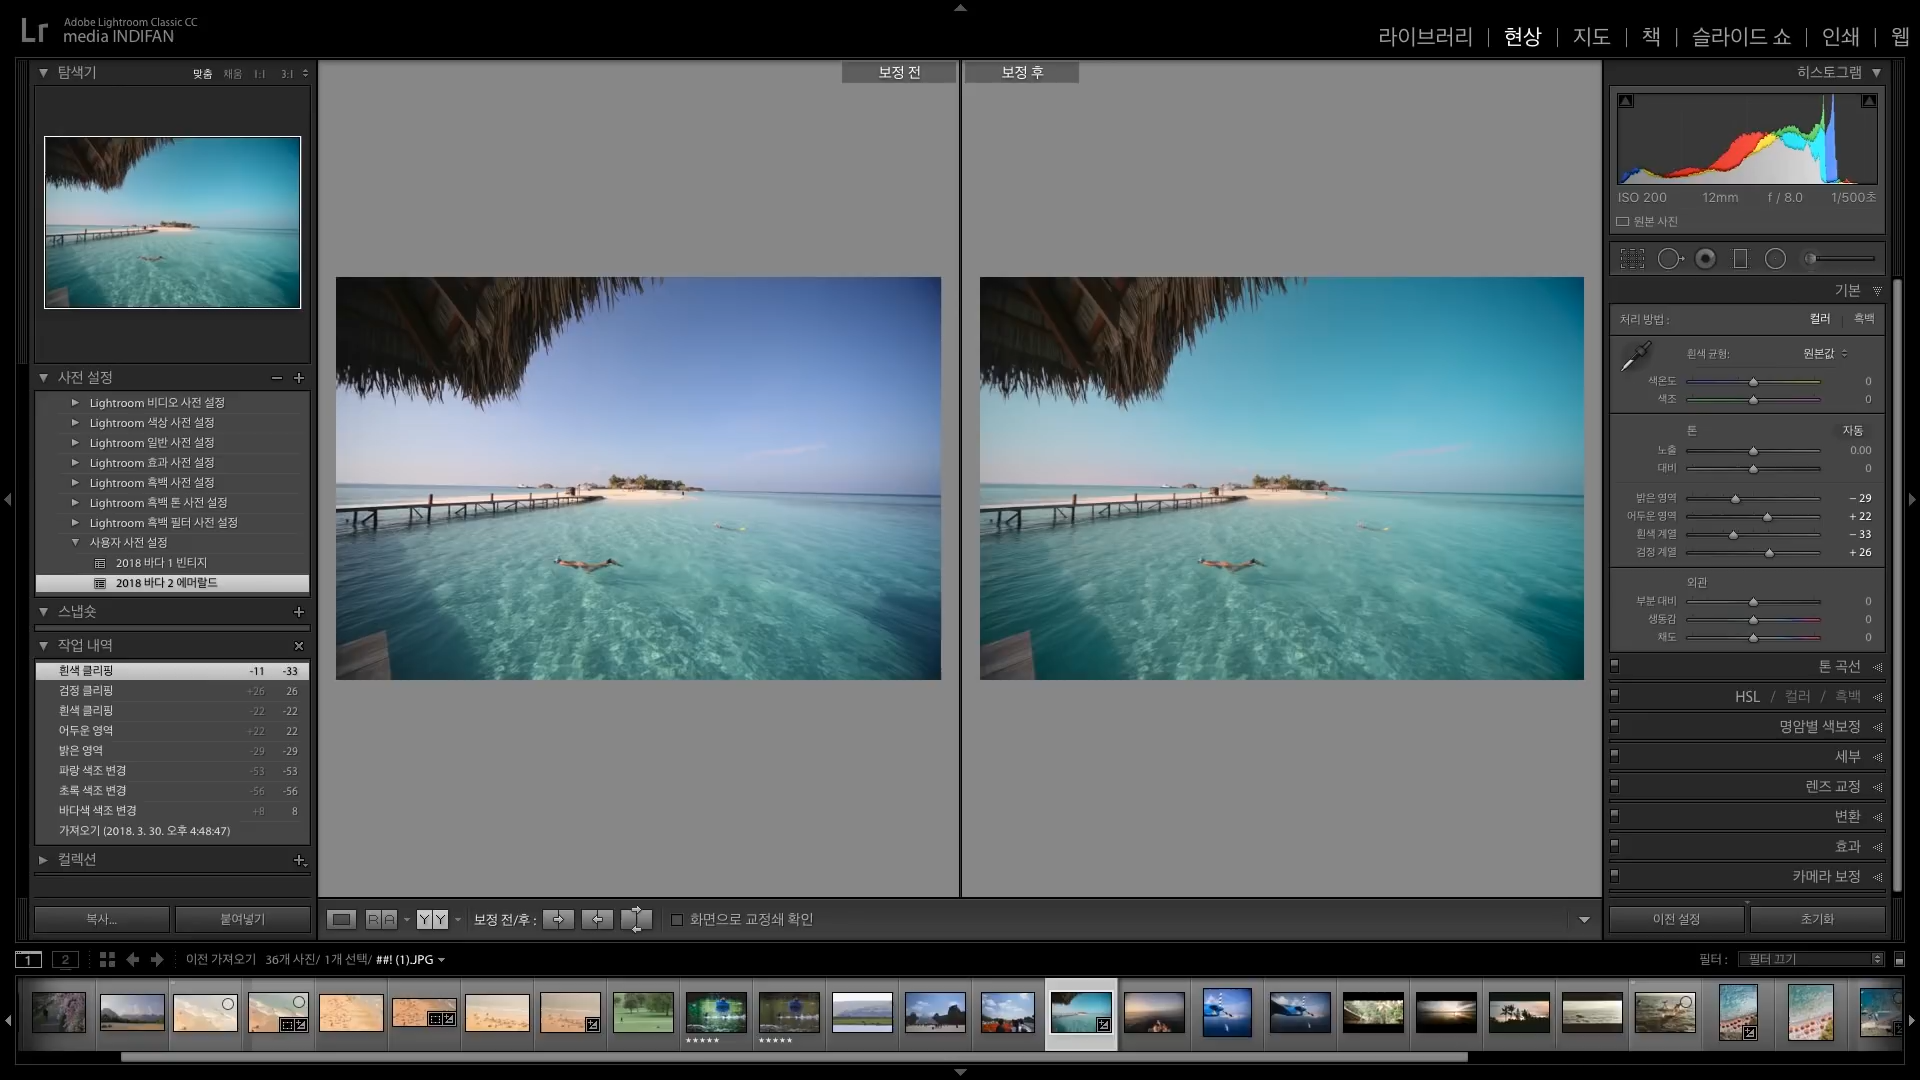 Lr
Adobe Lightroom Classic CC
media INDIFAN
라이브러리 | 현상 | 지도 | 책 | 슬라이드 쇼 | 인쇄 | 웹
탐색기 맞춤 채움 1:1 3:1
사전 설정
Lightroom 비디오 사전 설정
Lightroom 색상 사전 설정
Lightroom 일반 사전 설정
Lightroom 효과 사전 설정
Lightroom 흑백 사전 설정
Lightroom 흑백 톤 사전 설정
Lightroom 흑백 필터 사전 설정
사용자 사전 설정
2018 바다 1 빈티지
2018 바다 2 에머랄드
스냅숏
작업 내역
흰색 클리핑 -11 -33
검정 클리핑 +26 26
흰색 클리핑 -22 -22
어두운 영역 +22 22
밝은 영역 -29 -29
파랑 색조 변경 -53 -53
초록 색조 변경 -56 -56
바다색 색조 변경 +8 8
가져오기 (2018. 3. 30. 오후 4:48:47)
컬렉션
복사... 붙여넣기
보정 전 보정 후
R A Y Y 보정 전/후 : 화면으로 교정쇄 확인
히스토그램
ISO 200 12mm f / 8.0 1/500초
원본 사진
기본
처리 방법 : 컬러 흑백
흰색 균형: 원본값
색온도 0
색조 0
톤 자동
노출 0.00
대비 0
밝은 영역 - 29
어두운 영역 + 22
흰색 계열 - 33
검정 계열 + 26
외관
부분 대비 0
생동감 0
채도 0
톤 곡선
HSL / 컬러 / 흑백
명암별 색보정
세부
렌즈 교정
변환
효과
카메라 보정
이전 설정 초기화
1 2 이전 가져오기 36개 사진/ 1개 선택/ ##! (1).JPG 필터 : 필터 끄기